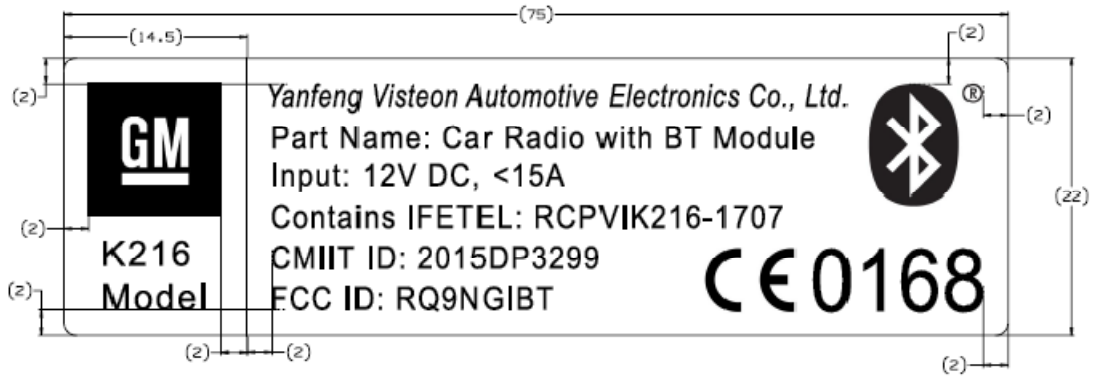 (75)
(14.5)
(2)
(2)
Yanfeng Visteon Automotive Electronics Co., Ltd.
®
GM
Part Name: Car Radio with BT Module
(2)
Input: 12V DC, <15A
(22)
Contains IFETEL: RCPVIK216-1707
(2)
K216
CMIIT ID: 2015DP3299
CE0168
(2)
Model
FCC ID: RQ9NGIBT
(2)
(2)
(2)